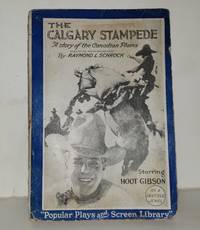 THE
CALGARY STAMPEDE
A story of the Canadian Plains
By RAYMOND L. SCHROCK
Starring
HOOT GIBSON
"Popular Plays and Screen Library"